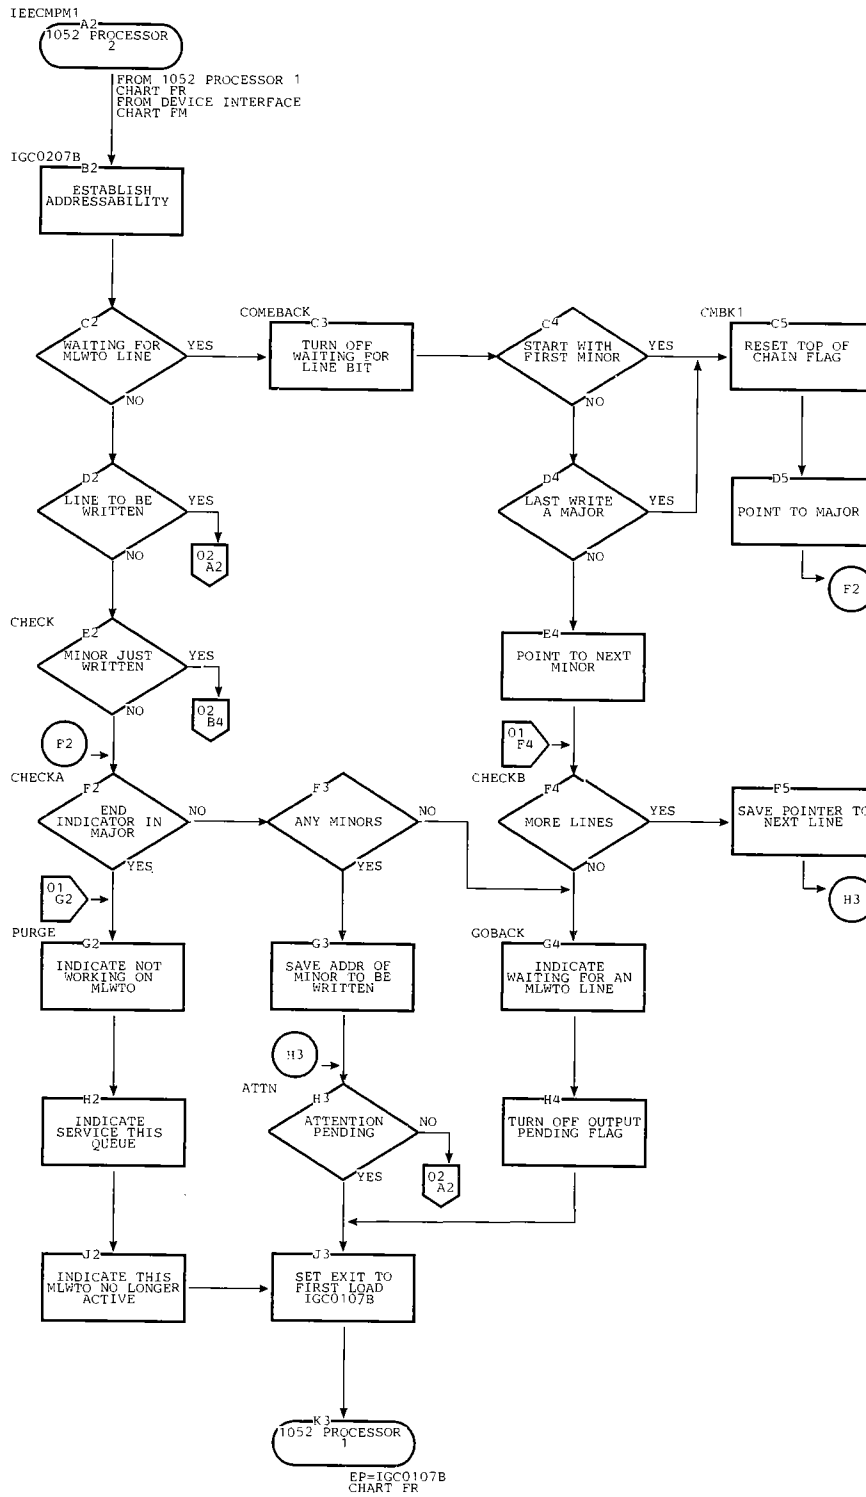 IEECMPM1
A2
1052 PROCESSOR
2
FROM 1052 PROCESSOR 1
CHART FR
FROM DEVICE INTERFACE
CHART FM
IGC0207B
B2
ESTABLISH
ADDRESSABILITY
C2
WAITING FOR
MLWTO LINE
YES
NO
COMEBACK
C3
TURN OFF
WAITING FOR
LINE BIT
C4
START WITH
FIRST MINOR
YES
NO
CMBK1
C5
RESET TOP OF
CHAIN FLAG
D2
LINE TO BE
WRITTEN
YES
NO
02
A2
D4
LAST WRITE
A MAJOR
YES
NO
D5
POINT TO MAJOR
F2
CHECK
E2
MINOR JUST
WRITTEN
YES
NO
02
B4
E4
POINT TO NEXT
MINOR
F2
01
F4
CHECKA
F2
END
INDICATOR IN
MAJOR
NO
YES
F3
ANY MINORS
NO
YES
CHECKB
F4
MORE LINES
YES
NO
F5
SAVE POINTER TO
NEXT LINE
H3
01
G2
PURGE
G2
INDICATE NOT
WORKING ON
MLWTO
G3
SAVE ADDR OF
MINOR TO BE
WRITTEN
GOBACK
G4
INDICATE
WAITING FOR AN
MLWTO LINE
H3
H2
INDICATE
SERVICE THIS
QUEUE
ATTN
H3
ATTENTION
PENDING
NO
YES
02
A2
H4
TURN OFF OUTPUT
PENDING FLAG
J2
INDICATE THIS
MLWTO NO LONGER
ACTIVE
J3
SET EXIT TO
FIRST LOAD
IGC0107B
K3
1052 PROCESSOR
1
EP=IGC0107B
CHART FR